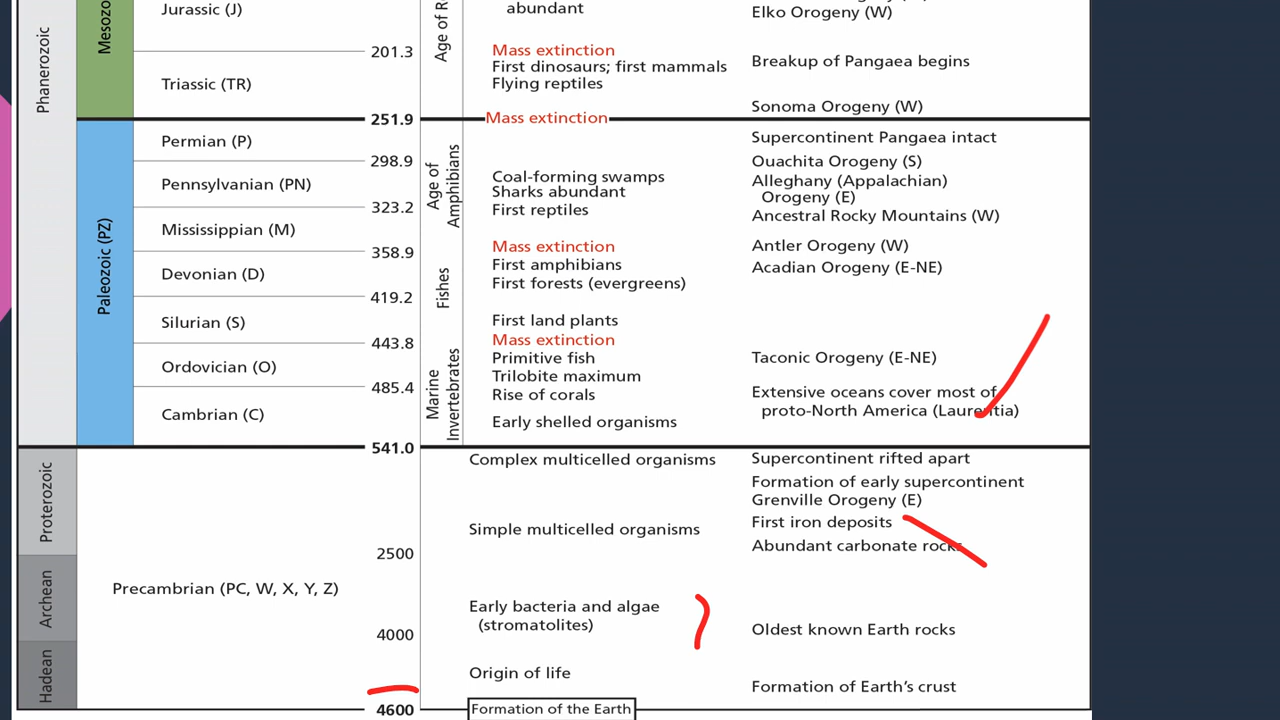 Phanerozoic
Mesozo
Jurassic (J)
201.3
Triassic (TR)
251.9
Age of R
abundant
Mass extinction
First dinosaurs; first mammals
Flying reptiles
Mass extinction
Elko Orogeny (W)
Breakup of Pangaea begins
Sonoma Orogeny (W)
Paleozoic (PZ)
Permian (P)
298.9
Pennsylvanian (PN)
323.2
Mississippian (M)
358.9
Devonian (D)
419.2
Silurian (S)
443.8
Ordovician (O)
485.4
Cambrian (C)
541.0
Age of
Amphibians
Fishes
Marine
Invertebrates
Coal-forming swamps
Sharks abundant
First reptiles
Mass extinction
First amphibians
First forests (evergreens)
First land plants
Mass extinction
Primitive fish
Trilobite maximum
Rise of corals
Early shelled organisms
Supercontinent Pangaea intact
Ouachita Orogeny (S)
Alleghany (Appalachian)
Orogeny (E)
Ancestral Rocky Mountains (W)
Antler Orogeny (W)
Acadian Orogeny (E-NE)
Taconic Orogeny (E-NE)
Extensive oceans cover most of
proto-North America (Laurentia)
Proterozoic
Archean
Hadean
Precambrian (PC, W, X, Y, Z)
2500
4000
4600
Complex multicelled organisms
Simple multicelled organisms
Early bacteria and algae
(stromatolites)
Origin of life
Formation of the Earth
Supercontinent rifted apart
Formation of early supercontinent
Grenville Orogeny (E)
First iron deposits
Abundant carbonate rocks
Oldest known Earth rocks
Formation of Earth's crust